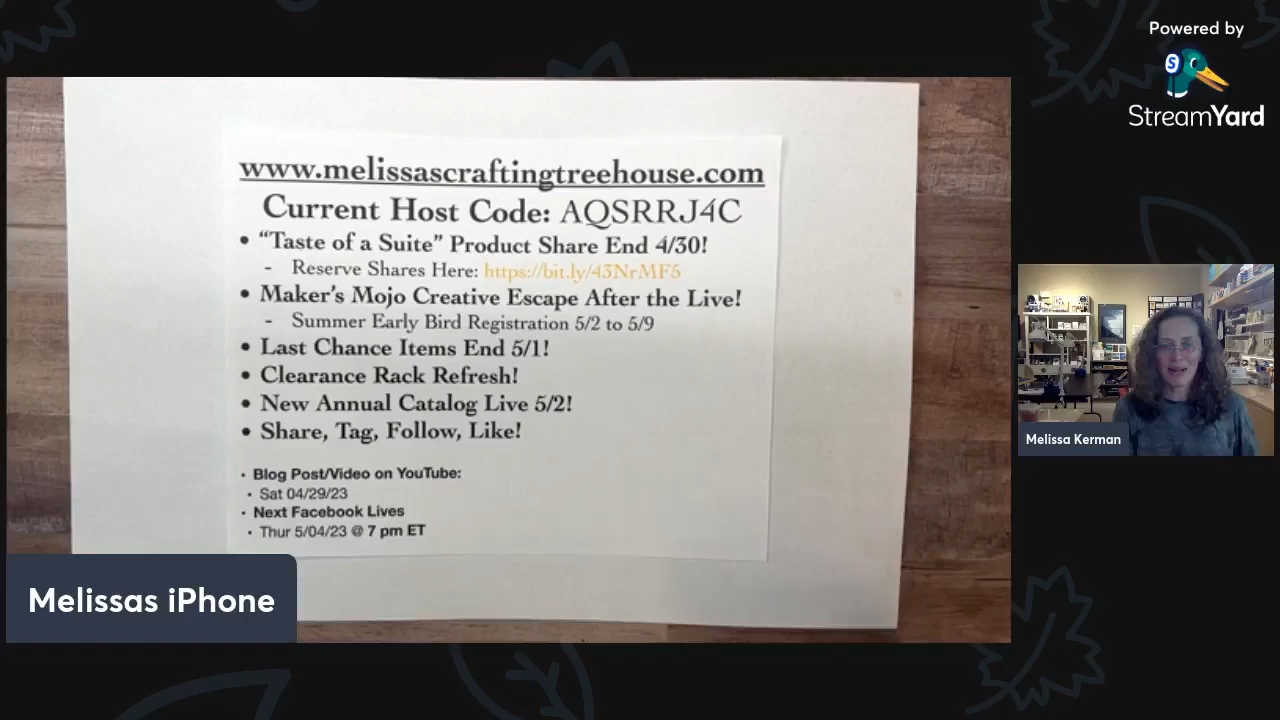 www.melissascraftingtreehouse.com
Current Host Code: AQSRRJ4C
• “Taste of a Suite” Product Share End 4/30!
- Reserve Shares Here: https://bit.ly/43NrMF5
• Maker’s Mojo Creative Escape After the Live!
- Summer Early Bird Registration 5/2 to 5/9
• Last Chance Items End 5/1!
• Clearance Rack Refresh!
• New Annual Catalog Live 5/2!
• Share, Tag, Follow, Like!
• Blog Post/Video on YouTube:
• Sat 04/29/23
• Next Facebook Lives
• Thur 5/04/23 @ 7 pm ET
Melissas iPhone
Powered by
StreamYard
Melissa Kerman